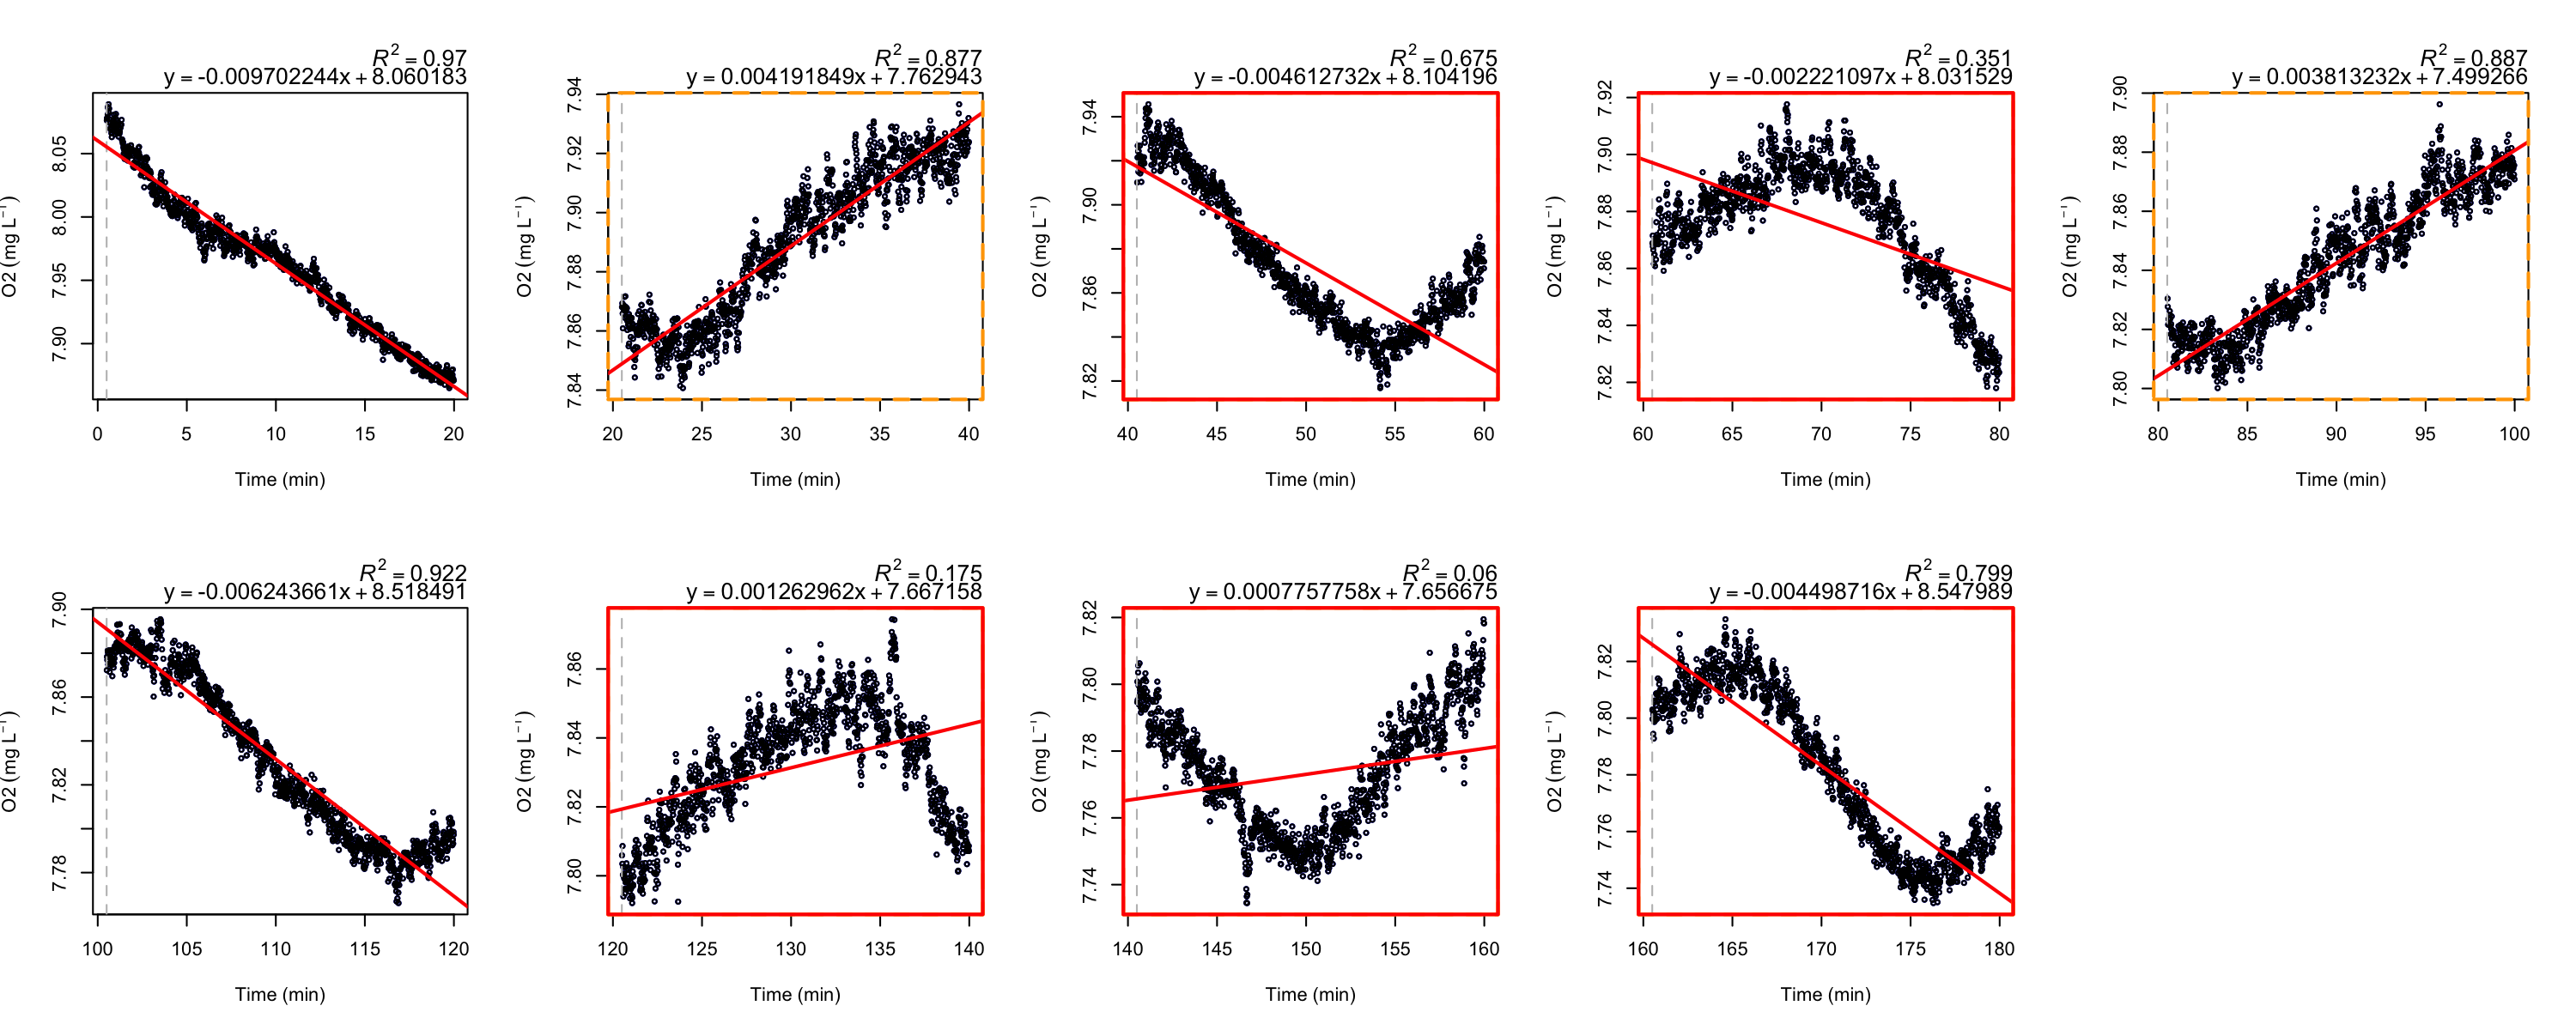 R² = 0.97
y = -0.009702244x + 8.060183
O2 (mg L⁻¹)
7.90 7.95 8.00 8.05
0 5 10 15 20
Time (min)
R² = 0.877
y = 0.004191849x + 7.762943
O2 (mg L⁻¹)
7.84 7.86 7.88 7.90 7.92 7.94
20 25 30 35 40
Time (min)
R² = 0.675
y = -0.004612732x + 8.104196
O2 (mg L⁻¹)
7.82 7.86 7.90 7.94
40 45 50 55 60
Time (min)
R² = 0.351
y = -0.002221097x + 8.031529
O2 (mg L⁻¹)
7.82 7.84 7.86 7.88 7.90 7.92
60 65 70 75 80
Time (min)
R² = 0.887
y = 0.003813232x + 7.499266
O2 (mg L⁻¹)
7.80 7.82 7.84 7.86 7.88 7.90
80 85 90 95 100
Time (min)
R² = 0.922
y = -0.006243661x + 8.518491
O2 (mg L⁻¹)
7.78 7.82 7.86 7.90
100 105 110 115 120
Time (min)
R² = 0.175
y = 0.001262962x + 7.667158
O2 (mg L⁻¹)
7.80 7.82 7.84 7.86
120 125 130 135 140
Time (min)
R² = 0.06
y = 0.0007757758x + 7.656675
O2 (mg L⁻¹)
7.74 7.76 7.78 7.80 7.82
140 145 150 155 160
Time (min)
R² = 0.799
y = -0.004498716x + 8.547989
O2 (mg L⁻¹)
7.74 7.76 7.78 7.80 7.82
160 165 170 175 180
Time (min)